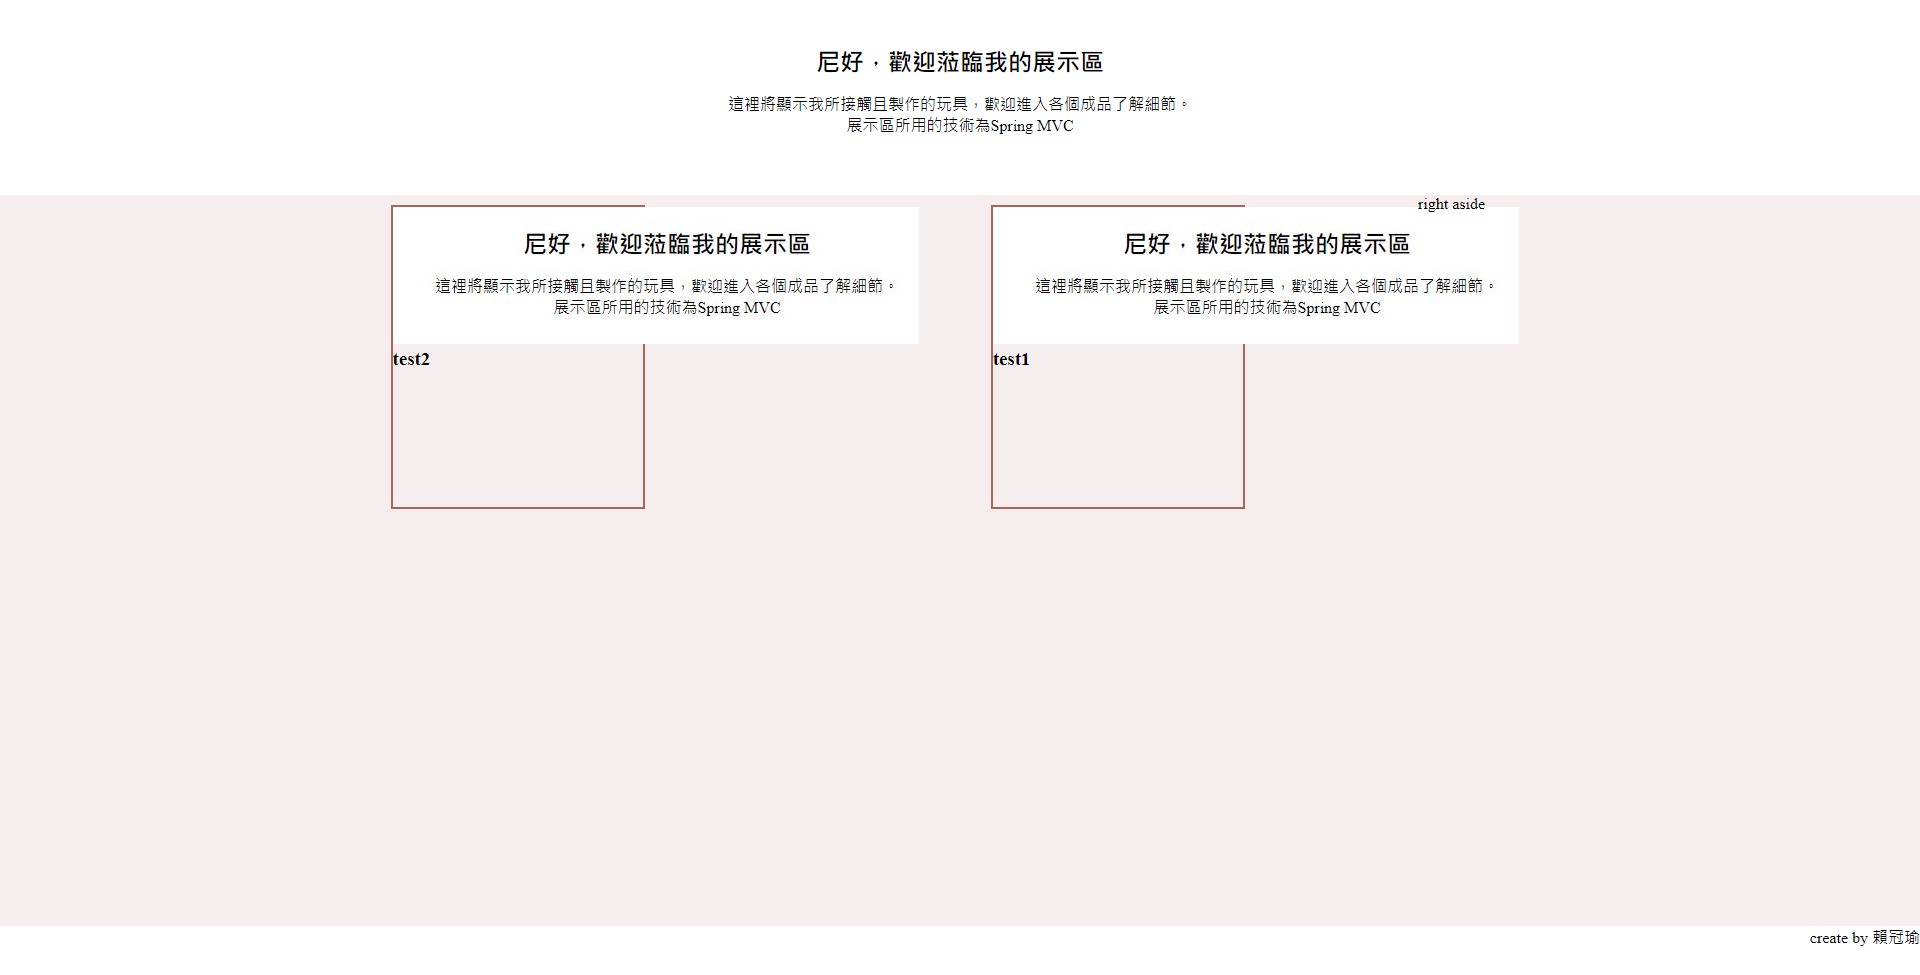 尼好，歡迎蒞臨我的展示區
這裡將顯示我所接觸且製作的玩具，歡迎進入各個成品了解細節。
展示區所用的技術為Spring MVC
尼好，歡迎蒞臨我的展示區
這裡將顯示我所接觸且製作的玩具，歡迎進入各個成品了解細節。
展示區所用的技術為Spring MVC
test2
尼好，歡迎蒞臨我的展示區
這裡將顯示我所接觸且製作的玩具，歡迎進入各個成品了解細節。
展示區所用的技術為Spring MVC
test1
right aside
create by 賴冠瑜